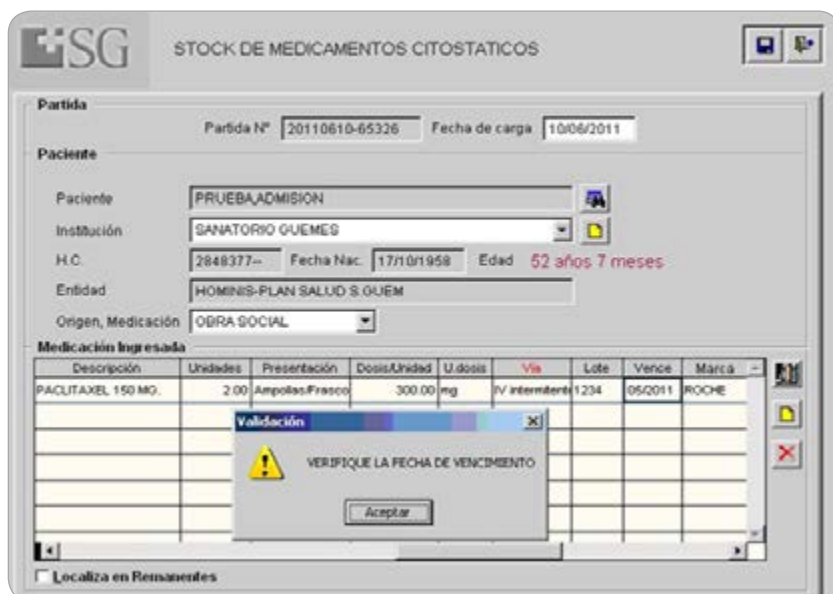 SG STOCK DE MEDICAMENTOS CITOSTATICOS
Partida
Partida Nº 20110610-65326 Fecha de carga 10/06/2011
Paciente
Paciente PRUEBA,ADMISION
Institución SANATORIO GUEMES
H.C. 2848377-- Fecha Nac. 17/10/1958 Edad 52 años 7 meses
Entidad HOMINIS-PLAN SALUD S.GUEM
Origen, Medicación OBRA SOCIAL
Medicación Ingresada
Descripción Unidades Presentación Dosis/Unidad U.dosis Vía Lote Vence Marca
PACLITAXEL 150 MG. 2.00 Ampollas/Frasco 300.00 mg IV intermitente 1234 05/2011 ROCHE
Validación
VERIFIQUE LA FECHA DE VENCIMIENTO
Aceptar
Localiza en Remanentes